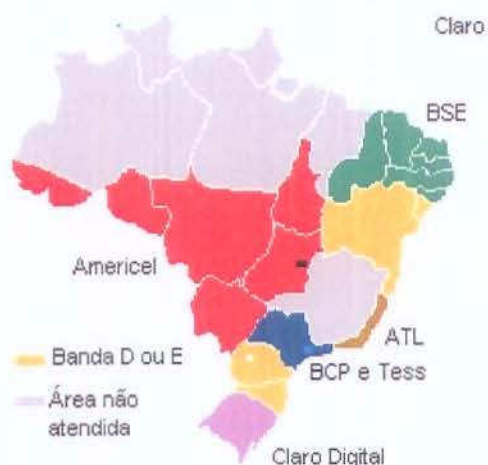 Claro
BSE
Americel
ATL
Banda D ou E
BCP e Tess
Área não
atendida
Claro Digital